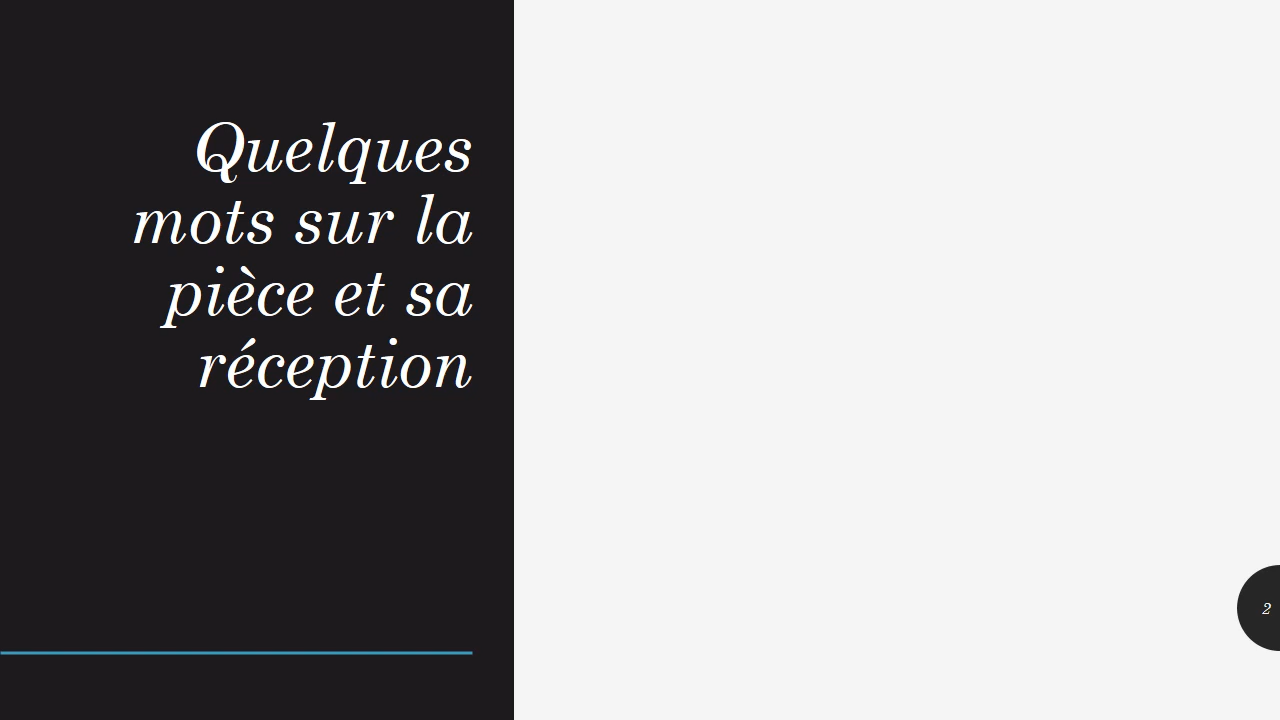 Quelques
mots sur la
pièce et sa
réception
2